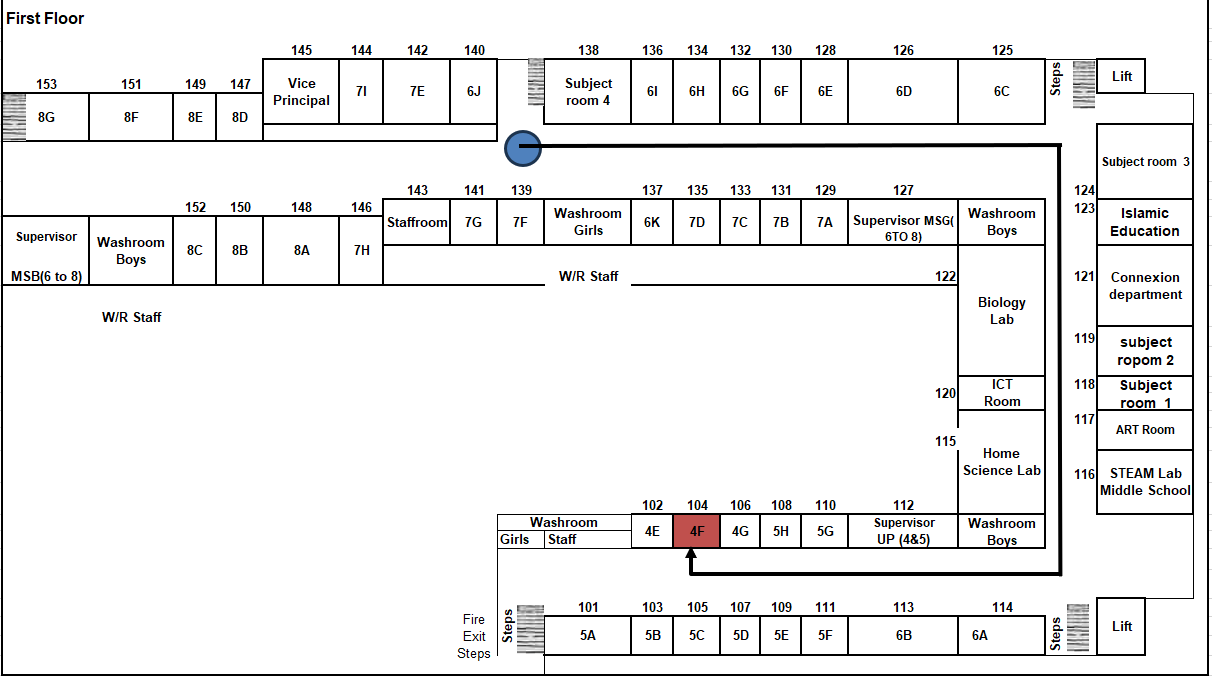 First Floor
145 144 142 140 138 136 134 132 130 128 126 125
153 151 149 147
Vice
Principal
7I 7E 6J
Subject
room 4
6I 6H 6G 6F 6E 6D 6C
Steps
Lift
8G 8F 8E 8D
Subject room 3
124
143 141 139 137 135 133 131 129 127
123
152 150 148 146
Staffroom 7G 7F
Washroom
Girls
6K 7D 7C 7B 7A
Supervisor MSG(
6TO 8)
Washroom
Boys
Islamic
Education
Supervisor
MSB(6 to 8)
Washroom
Boys
8C 8B 8A 7H
W/R Staff
122
121
Connexion
department
Biology
Lab
W/R Staff
119
subject
ropom 2
118
Subject
room 1
120
ICT
Room
117
ART Room
115
Home
Science Lab
116
STEAM Lab
Middle School
102 104 106 108 110 112
Washroom
Girls Staff
4E 4F 4G 5H 5G
Supervisor
UP (4&5)
Washroom
Boys
101 103 105 107 109 111 113 114
Fire
Exit
Steps
Steps
5A 5B 5C 5D 5E 5F 6B 6A
Steps
Lift